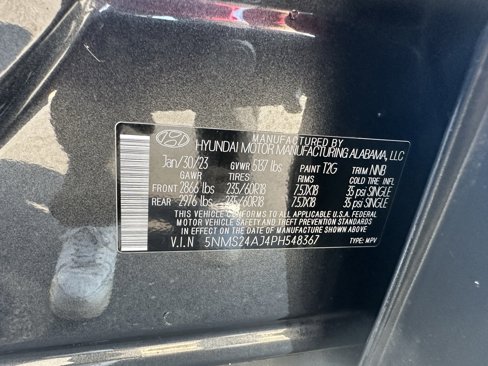 MANUFACTURED BY
HYUNDAI MOTOR MANUFACTURING ALABAMA, LLC
Jan/30/23 GVWR 5137 lbs PAINT T2G TRIM NNB
GAWR TIRES RIMS COLD TIRE INFL.
FRONT 2866 lbs 235/60R18 7.5JX18 35 psi SINGLE
REAR 2976 lbs 235/60R18 7.5JX18 35 psi SINGLE
THIS VEHICLE CONFORMS TO ALL APPLICABLE U.S.A. FEDERAL
MOTOR VEHICLE SAFETY AND BUMPER AND
THEFT PREVENTION STANDARDS
IN EFFECT ON THE DATE OF MANUFACTURE SHOWN ABOVE.
V.I.N 5NMS24AJ4PH548367 TYPE: MPV